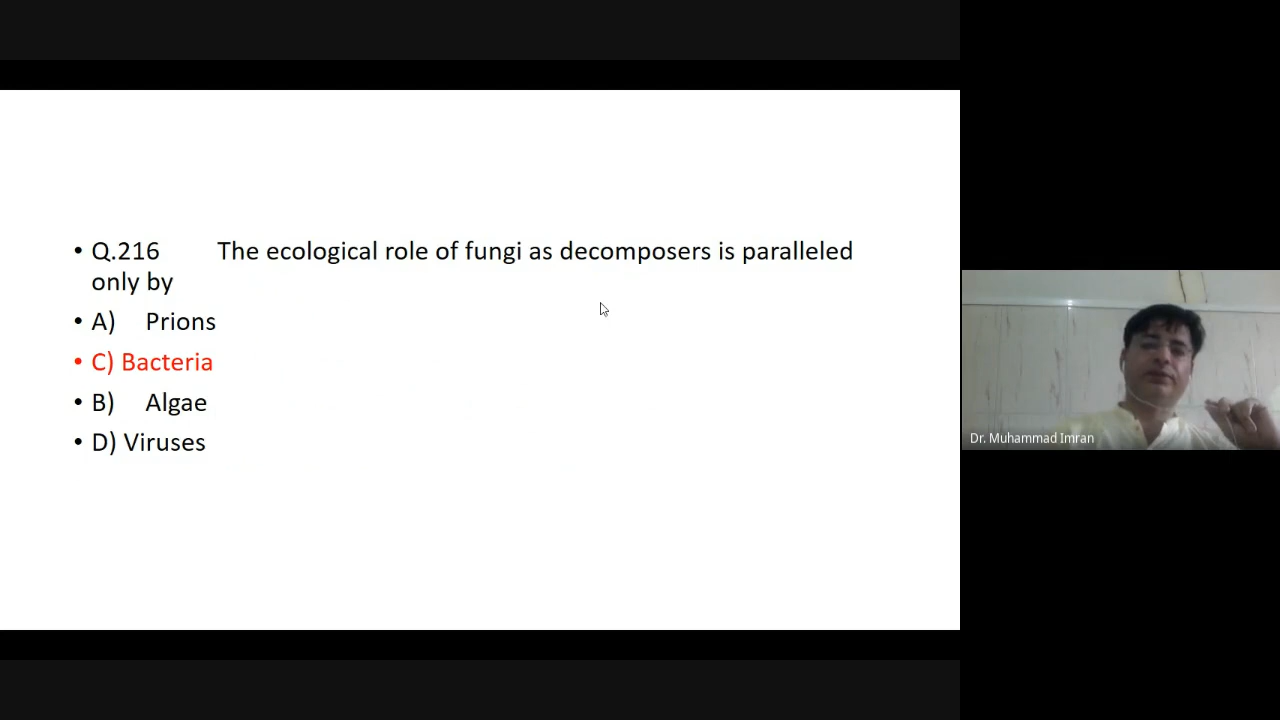 • Q.216 The ecological role of fungi as decomposers is paralleled
only by
• A) Prions
• C) Bacteria
• B) Algae
• D) Viruses
Dr. Muhammad Imran